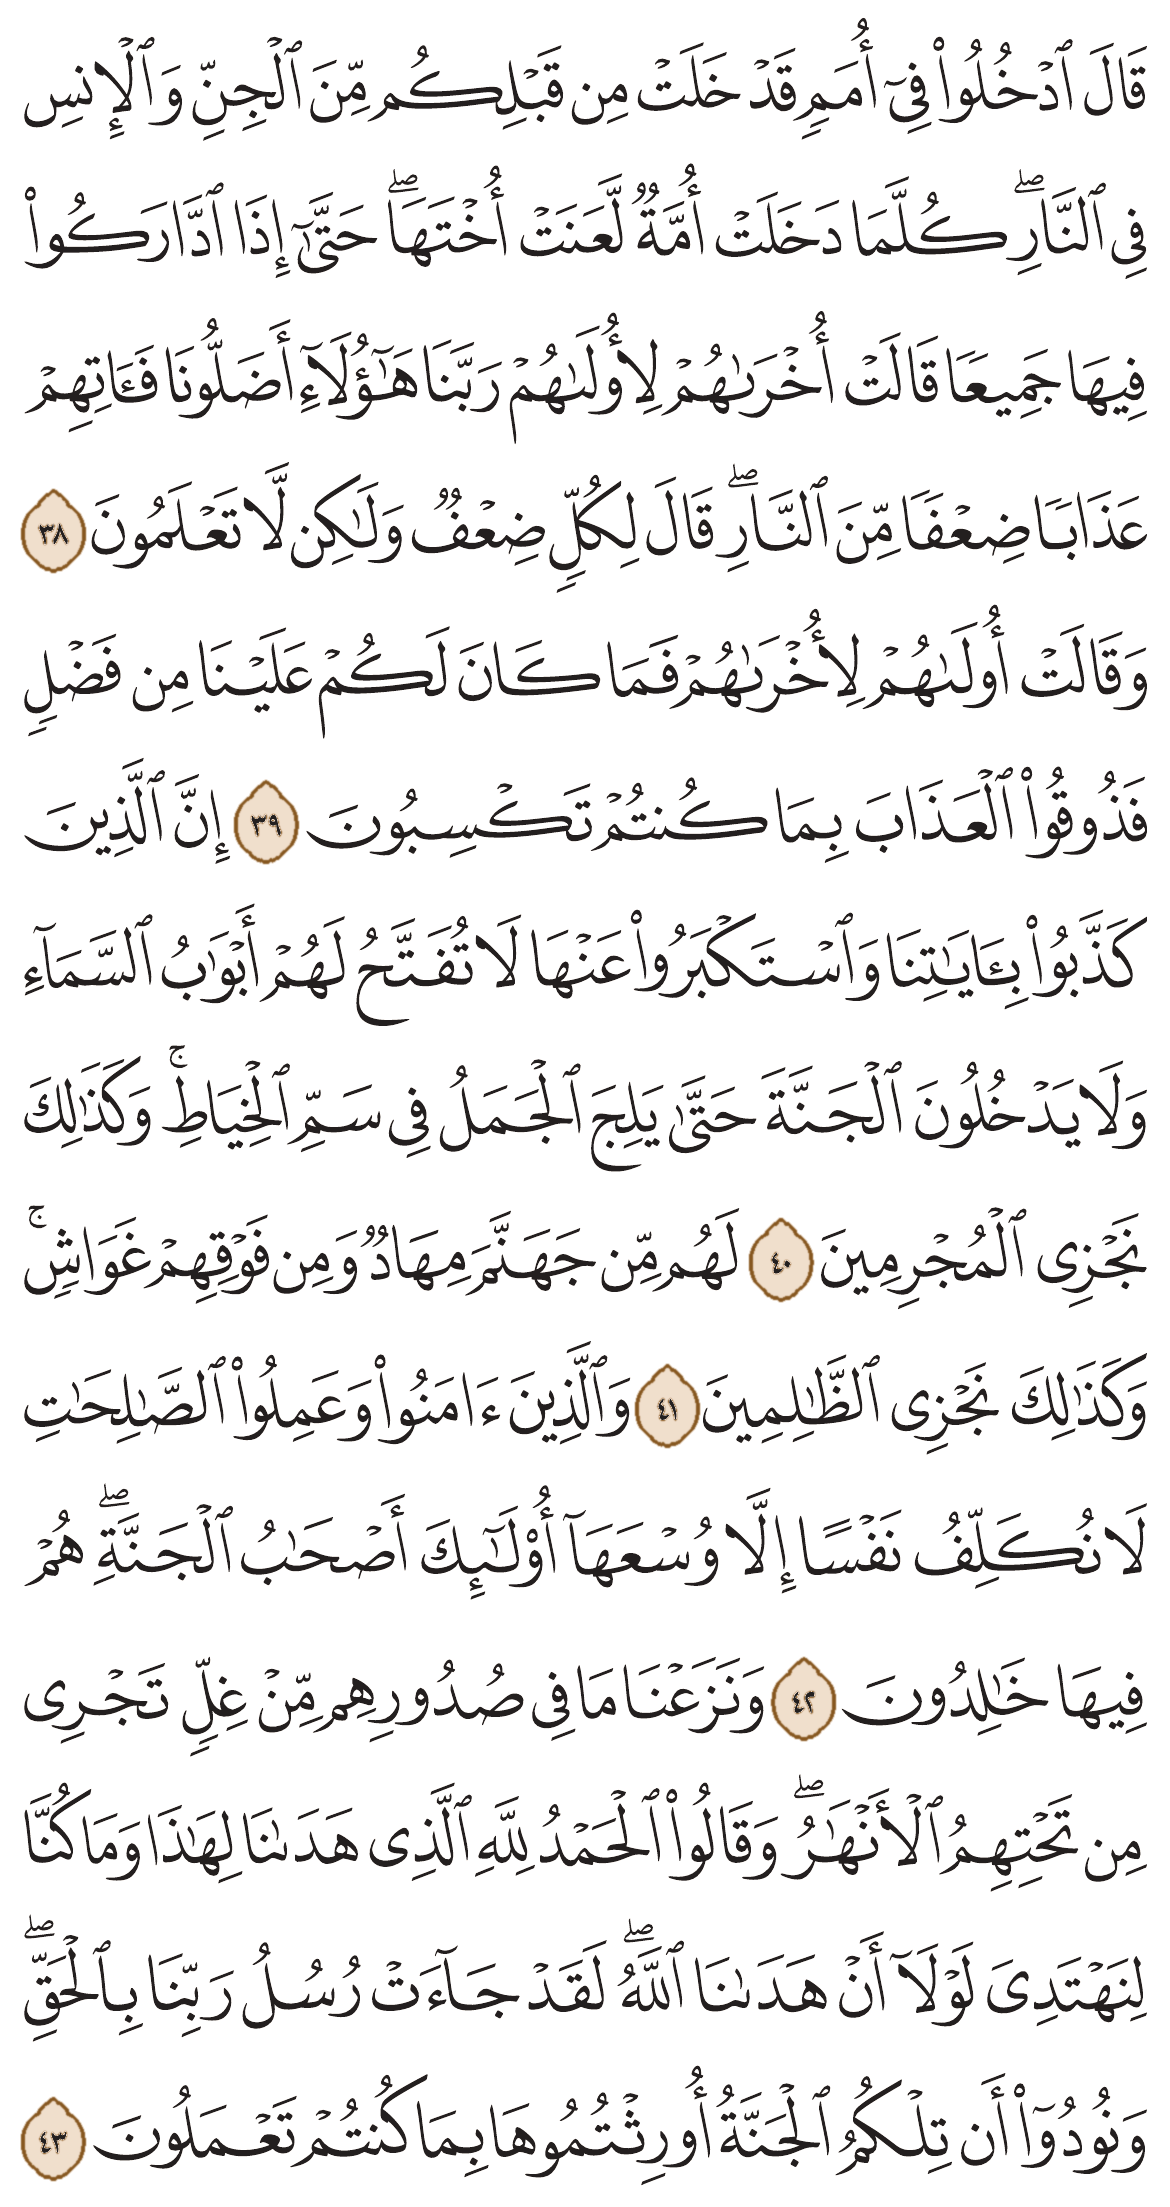 قَالَ ٱدۡخُلُواْ فِيٓ أُمَمٖ قَدۡ خَلَتۡ مِن قَبۡلِكُم مِّنَ ٱلۡجِنِّ وَٱلۡإِنسِ
فِي ٱلنَّارِۖ كُلَّمَا دَخَلَتۡ أُمَّةٞ لَّعَنَتۡ أُخۡتَهَاۖ حَتَّىٰٓ إِذَا ٱدَّارَكُواْ
فِيهَا جَمِيعٗا قَالَتۡ أُخۡرَىٰهُمۡ لِأُولَىٰهُمۡ رَبَّنَا هَٰٓؤُلَآءِ أَضَلُّونَا فَـَٔاتِهِمۡ
عَذَابٗا ضِعۡفٗا مِّنَ ٱلنَّارِۖ قَالَ لِكُلّٖ ضِعۡفٞ وَلَٰكِن لَّا تَعۡلَمُونَ ٣٨
وَقَالَتۡ أُولَىٰهُمۡ لِأُخۡرَىٰهُمۡ فَمَا كَانَ لَكُمۡ عَلَيۡنَا مِن فَضۡلٖ
فَذُوقُواْ ٱلۡعَذَابَ بِمَا كُنتُمۡ تَكۡسِبُونَ ٣٩ إِنَّ ٱلَّذِينَ
كَذَّبُواْ بِـَٔايَٰتِنَا وَٱسۡتَكۡبَرُواْ عَنۡهَا لَا تُفَتَّحُ لَهُمۡ أَبۡوَٰبُ ٱلسَّمَآءِ
وَلَا يَدۡخُلُونَ ٱلۡجَنَّةَ حَتَّىٰ يَلِجَ ٱلۡجَمَلُ فِي سَمِّ ٱلۡخِيَاطِۚ وَكَذَٰلِكَ
نَجۡزِي ٱلۡمُجۡرِمِينَ ٤٠ لَهُم مِّن جَهَنَّمَ مِهَادٞ وَمِن فَوۡقِهِمۡ غَوَاشٖۚ
وَكَذَٰلِكَ نَجۡزِي ٱلظَّٰلِمِينَ ٤١ وَٱلَّذِينَ ءَامَنُواْ وَعَمِلُواْ ٱلصَّٰلِحَٰتِ
لَا نُكَلِّفُ نَفۡسًا إِلَّا وُسۡعَهَآ أُوْلَٰٓئِكَ أَصۡحَٰبُ ٱلۡجَنَّةِۖ هُمۡ
فِيهَا خَٰلِدُونَ ٤٢ وَنَزَعۡنَا مَا فِي صُدُورِهِم مِّنۡ غِلّٖ تَجۡرِي
مِن تَحۡتِهِمُ ٱلۡأَنۡهَٰرُۖ وَقَالُواْ ٱلۡحَمۡدُ لِلَّهِ ٱلَّذِي هَدَىٰنَا لِهَٰذَا وَمَا كُنَّا
لِنَهۡتَدِيَ لَوۡلَآ أَنۡ هَدَىٰنَا ٱللَّهُۖ لَقَدۡ جَآءَتۡ رُسُلُ رَبِّنَا بِٱلۡحَقِّۖ
وَنُودُوٓاْ أَن تِلۡكُمُ ٱلۡجَنَّةُ أُورِثۡتُمُوهَا بِمَا كُنتُمۡ تَعۡمَلُونَ ٤٣